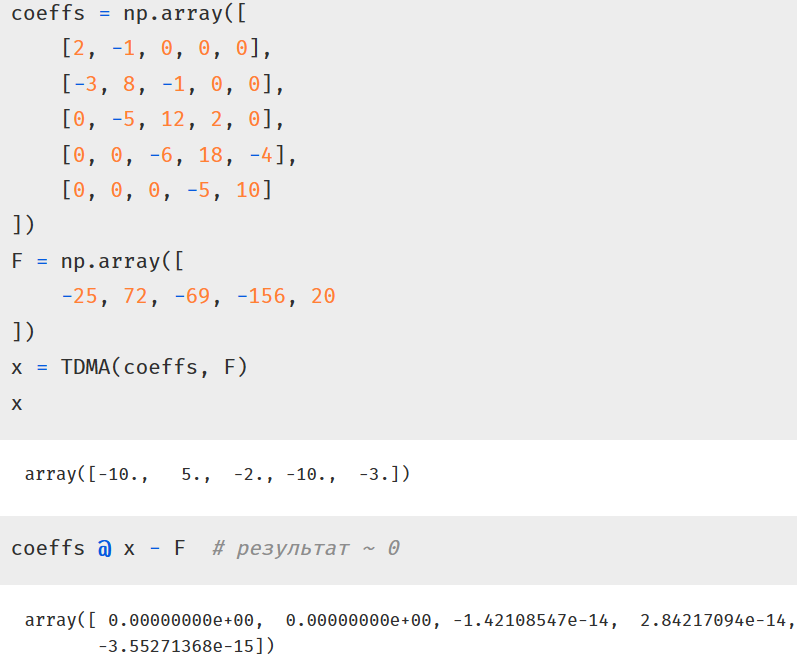 coeffs = np.array([
    [2, -1, 0, 0, 0],
    [-3, 8, -1, 0, 0],
    [0, -5, 12, 2, 0],
    [0, 0, -6, 18, -4],
    [0, 0, 0, -5, 10]
])
F = np.array([
    -25, 72, -69, -156, 20
])
x = TDMA(coeffs, F)
x
array([-10.,   5.,  -2., -10.,  -3.])
coeffs @ x - F  # результат ~ 0
array([ 0.00000000e+00,  0.00000000e+00, -1.42108547e-14,  2.84217094e-14,
       -3.55271368e-15])